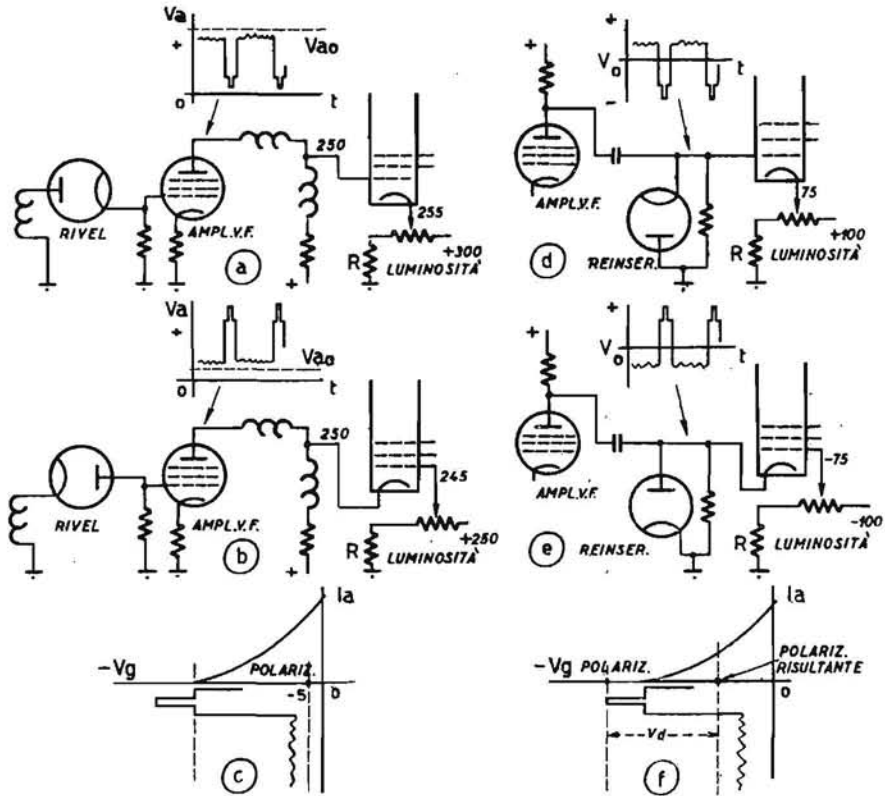 Va
+
Vao
o
t
250
255
RIVEL
AMPL.V.F.
+300
R
LUMINOSITÀ
+
a
Va
+
Vao
o
t
250
245
RIVEL
AMPL.V.F.
+250
R
LUMINOSITÀ
+
b
Ia
-Vg
POLARIZ.
-5
o
c
+
+
Vo
t
-
75
AMPL.V.F.
+100
REINSER.
R
LUMINOSITÀ
d
+
+
Vo
t
-75
AMPL.V.F.
-100
REINSER.
R
LUMINOSITÀ
e
Ia
POLARIZ.
RISULTANTE
-Vg POLARIZ.
o
Vd
f